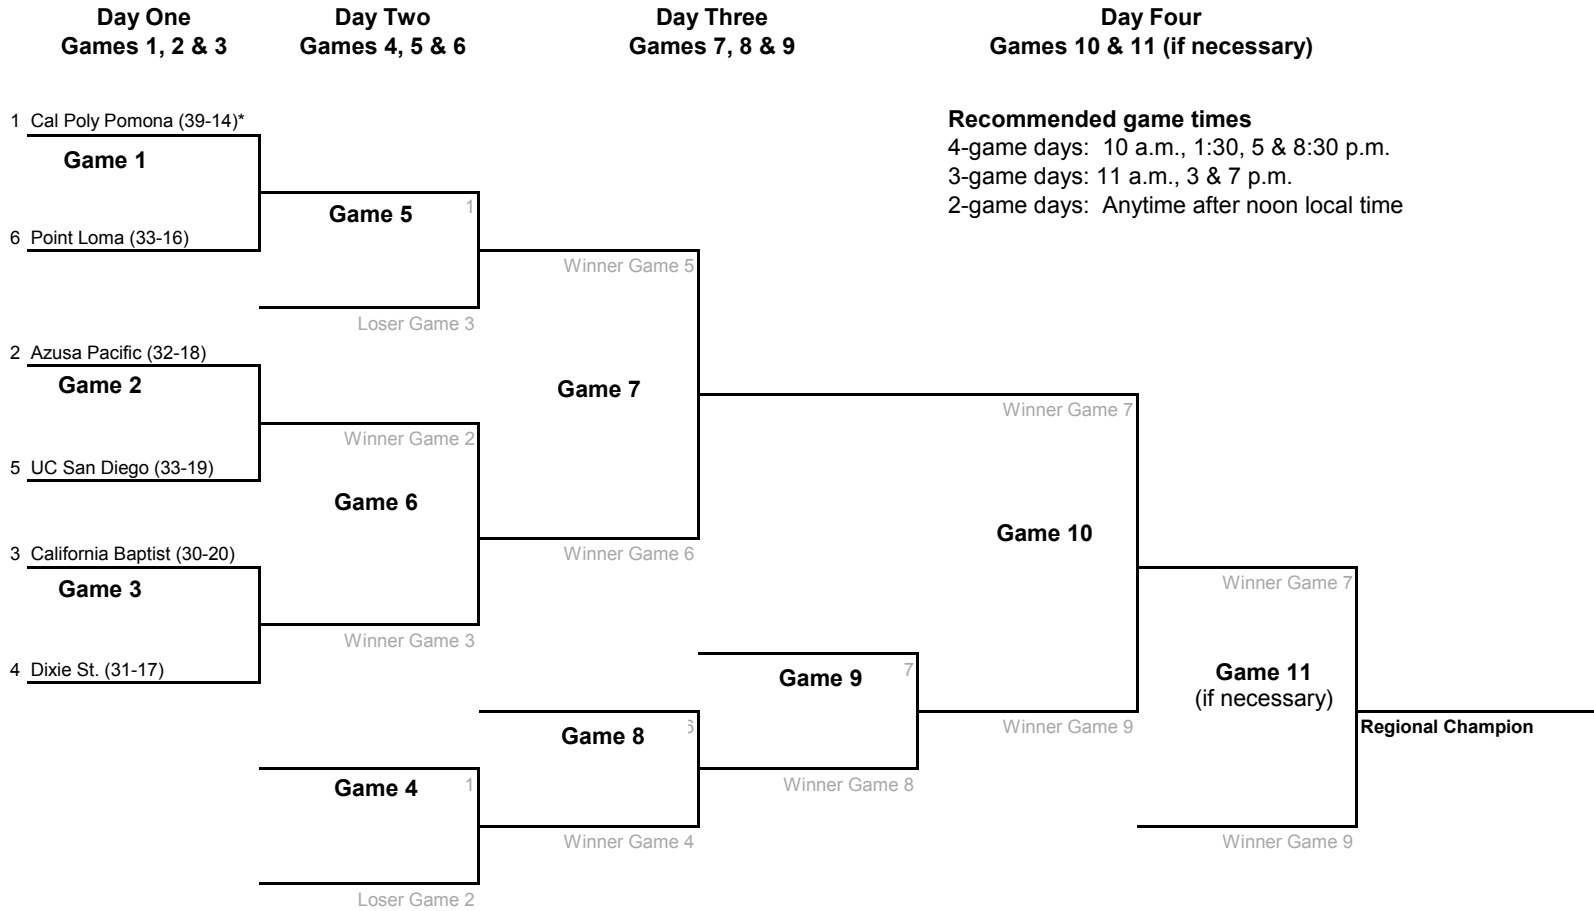 Day One
Games 1, 2 & 3
Day Two
Games 4, 5 & 6
Day Three
Games 7, 8 & 9
Day Four
Games 10 & 11 (if necessary)
Recommended game times
4-game days: 10 a.m., 1:30, 5 & 8:30 p.m.
3-game days: 11 a.m., 3 & 7 p.m.
2-game days: Anytime after noon local time
1 Cal Poly Pomona (39-14)*
Game 1
6 Point Loma (33-16)
Game 5
1
Loser Game 3
2 Azusa Pacific (32-18)
Game 2
5 UC San Diego (33-19)
Winner Game 2
Game 6
3 California Baptist (30-20)
Game 3
4 Dixie St. (31-17)
Winner Game 3
Winner Game 5
Game 7
Winner Game 6
Game 4
1
Loser Game 2
Game 8
6
Winner Game 4
Game 9
7
Winner Game 8
Winner Game 7
Game 10
Winner Game 9
Winner Game 7
Game 11
(if necessary)
Winner Game 9
Regional Champion